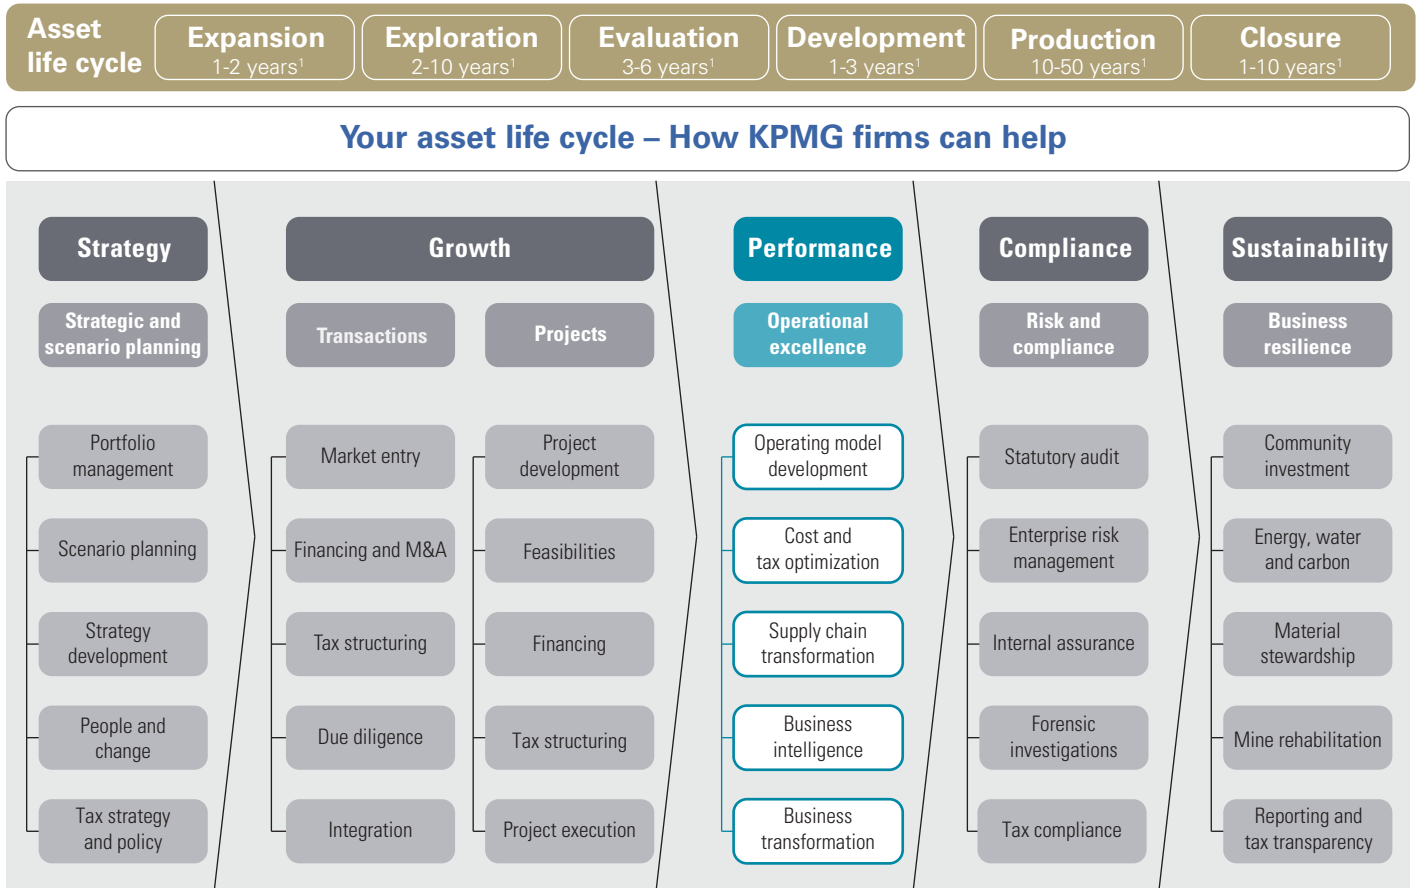 Asset
life cycle
Expansion
1-2 years¹
Exploration
2-10 years¹
Evaluation
3-6 years¹
Development
1-3 years¹
Production
10-50 years¹
Closure
1-10 years¹
Your asset life cycle – How KPMG firms can help
Strategy
Strategic and
scenario planning
Portfolio
management
Scenario planning
Strategy
development
People and
change
Tax strategy
and policy
Growth
Transactions
Market entry
Financing and M&A
Tax structuring
Due diligence
Integration
Projects
Project
development
Feasibilities
Financing
Tax structuring
Project execution
Performance
Operational
excellence
Operating model
development
Cost and
tax optimization
Supply chain
transformation
Business
intelligence
Business
transformation
Compliance
Risk and
compliance
Statutory audit
Enterprise risk
management
Internal assurance
Forensic
investigations
Tax compliance
Sustainability
Business
resilience
Community
investment
Energy, water
and carbon
Material
stewardship
Mine rehabilitation
Reporting and
tax transparency